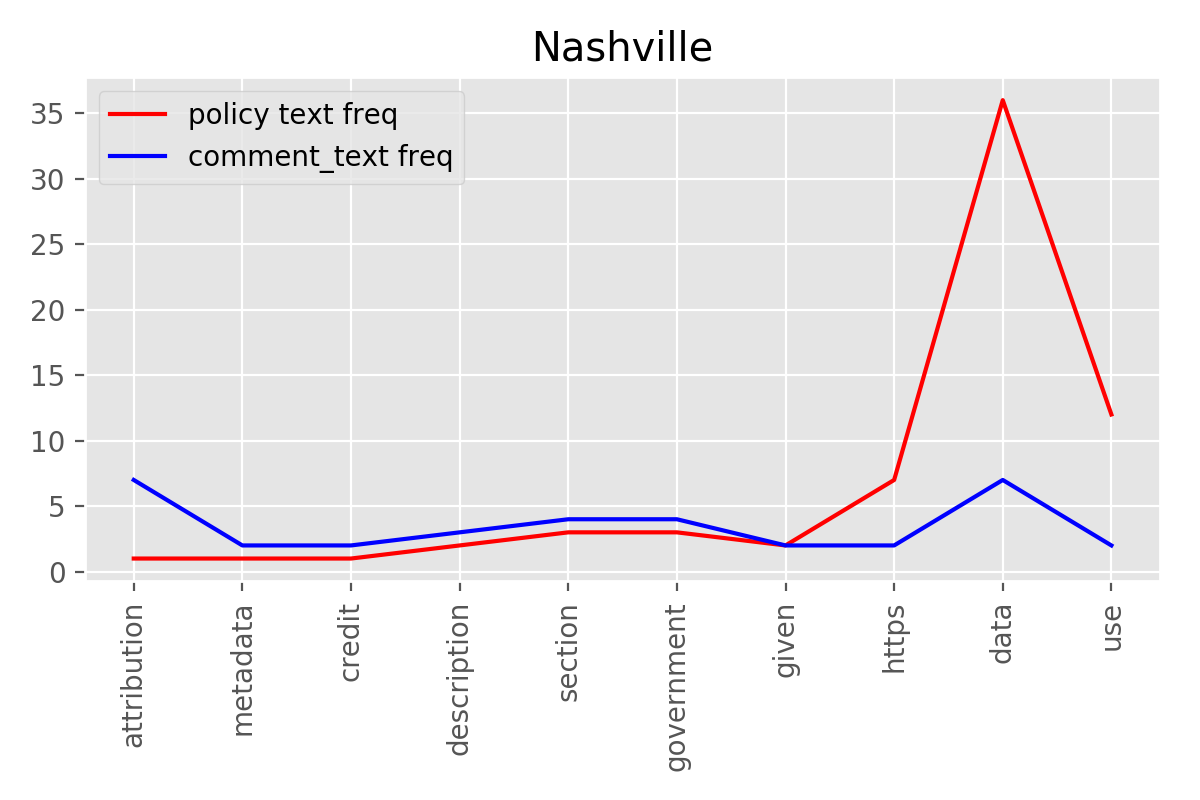 Nashville
policy text freq
comment_text freq
35
30
25
20
15
10
5
0
attribution
metadata
credit
description
section
government
given
https
data
use